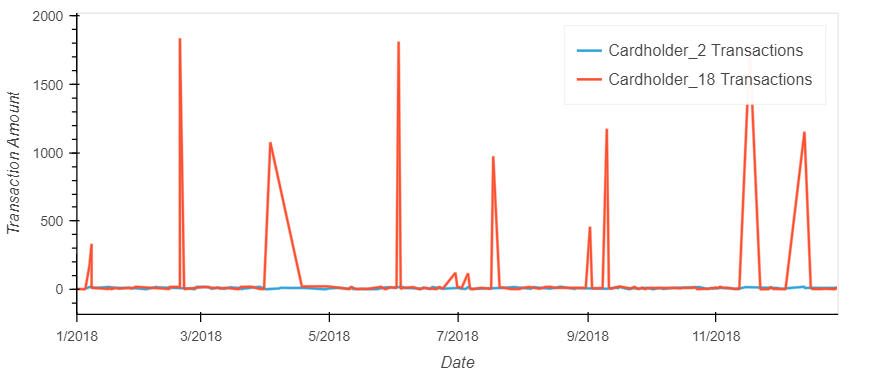 2000
1500
1000
500
0
Transaction Amount
Cardholder_2 Transactions
Cardholder_18 Transactions
1/2018 3/2018 5/2018 7/2018 9/2018 11/2018
Date